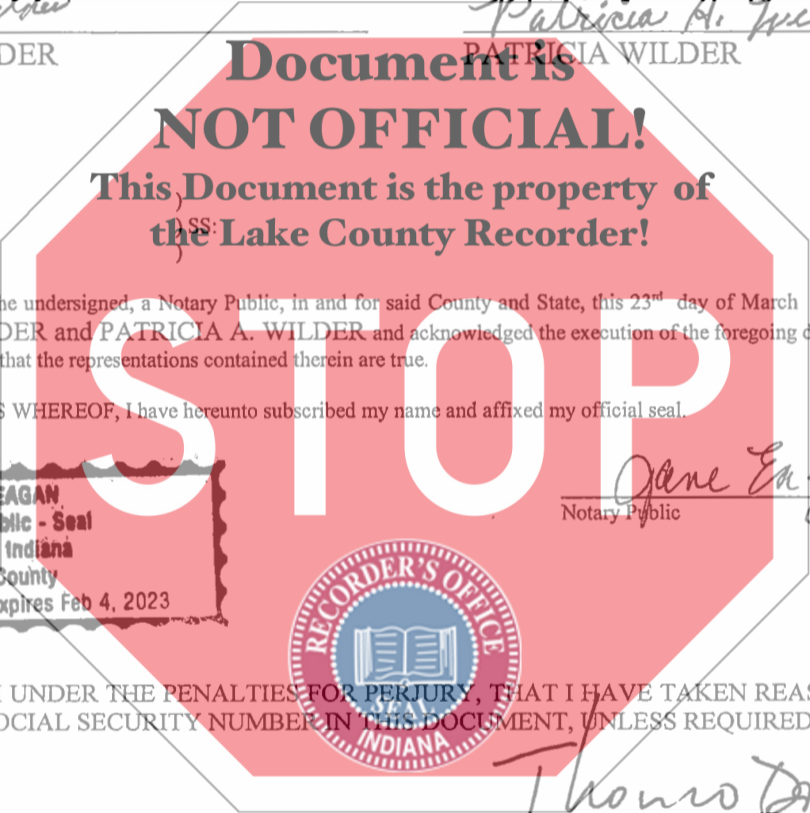 Patricia A.
DER
PATRICIA WILDER
Document is
NOT OFFICIAL!
This Document is the property of
the Lake County Recorder!
)
) SS:
)
he undersigned, a Notary Public, in and for said County and State, this 23rd day of March
DER and PATRICIA A. WILDER and acknowledged the execution of the foregoing d
that the representations contained therein are true.
S WHEREOF, I have hereunto subscribed my name and affixed my official seal.
STOP
EAGAN
blic - Seal
Indiana
County
xpires Feb 4, 2023
Jane
Notary Public
RECORDER'S OFFICE
SEAL
INDIANA
UNDER THE PENALTIES FOR PERJURY, THAT I HAVE TAKEN REAS
OCIAL SECURITY NUMBER IN THIS DOCUMENT, UNLESS REQUIRED